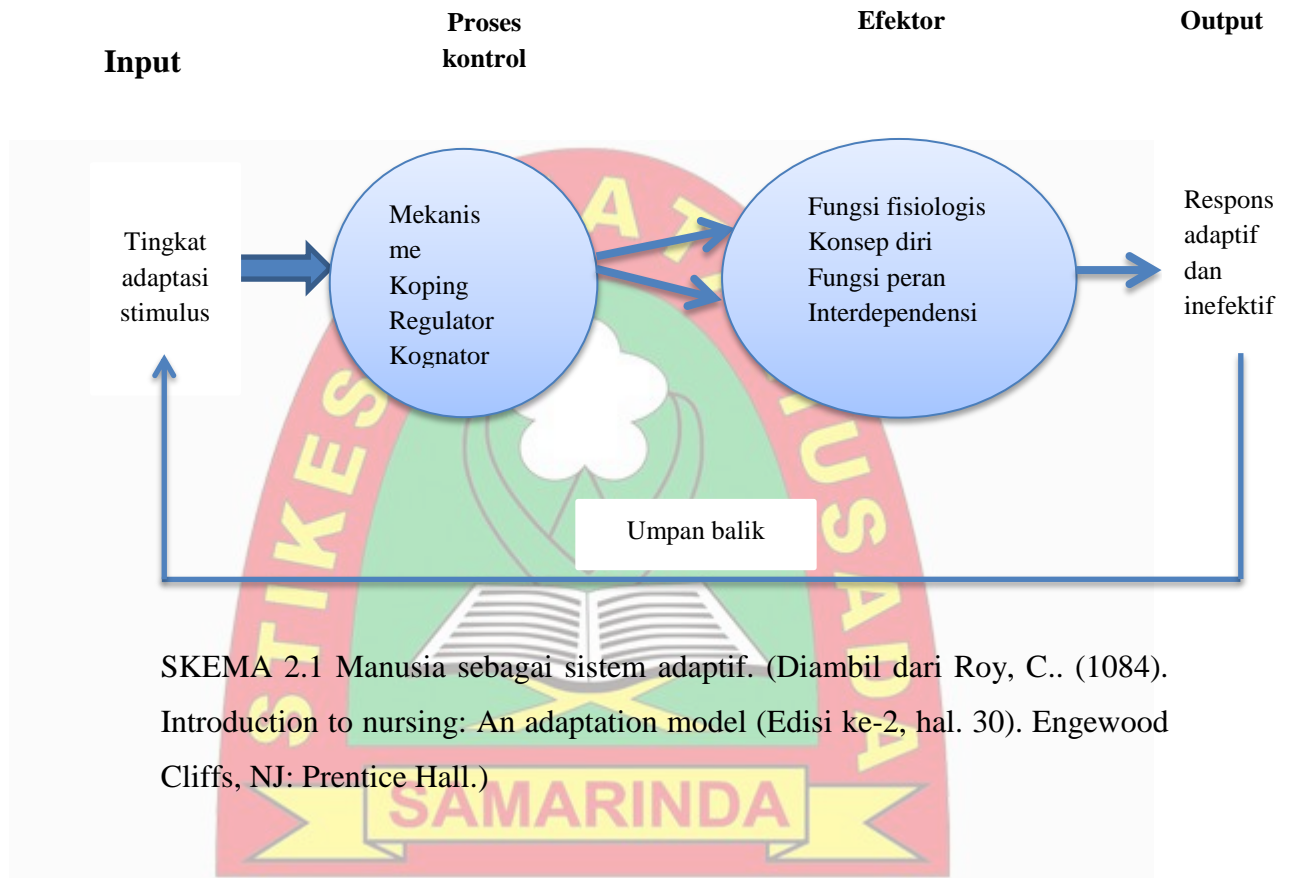 Input
Proses
kontrol
Efektor
Output
Tingkat
adaptasi
stimulus
Mekanis
me
Koping
Regulator
Kognator
Fungsi fisiologis
Konsep diri
Fungsi peran
Interdependensi
Respons
adaptif
dan
inefektif
Umpan balik
SKEMA 2.1 Manusia sebagai sistem adaptif. (Diambil dari Roy, C.. (1084).
Introduction to nursing: An adaptation model (Edisi ke-2, hal. 30). Engewood
Cliffs, NJ: Prentice Hall.)
STIKES
SAMARINDA